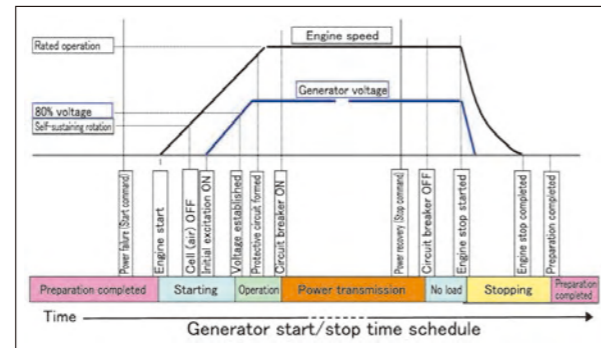 Engine speed
Rated operation
Generator voltage
80% voltage
Self-sustaining rotation
Power failure (Start command)
Engine start
Cell (air) OFF
Initial excitation ON
Voltage established
Protective circuit formed
Circuit breaker ON
Power recovery (Stop command)
Circuit breaker OFF
Engine stop started
Engine stop completed
Preparation completed
Preparation completed
Starting
Operation
Power transmission
No load
Stopping
Preparation
completed
Time
Generator start/stop time schedule